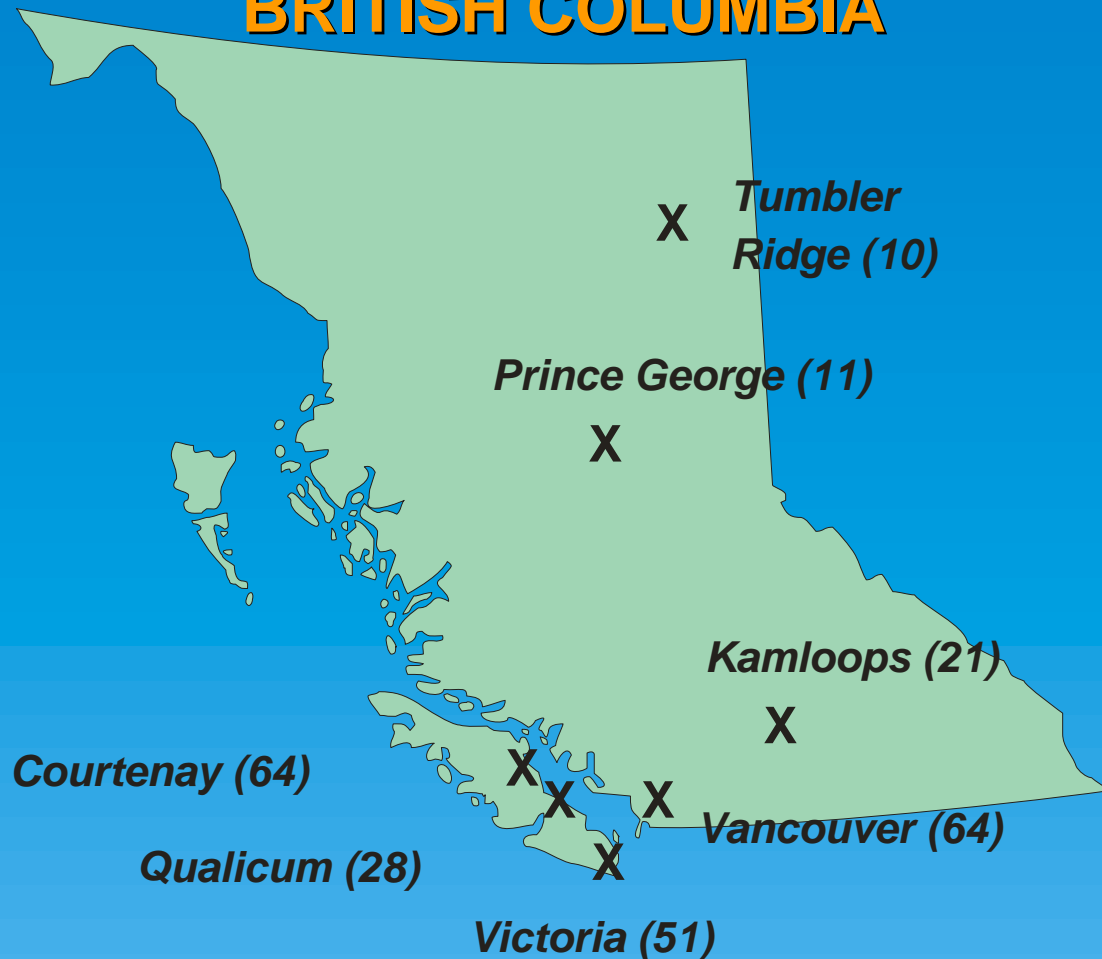 BRITISH COLUMBIA
X
Tumbler
Ridge (10)
Prince George (11)
X
Kamloops (21)
X
Courtenay (64)
X
X
X
Vancouver (64)
Qualicum (28)
X
Victoria (51)